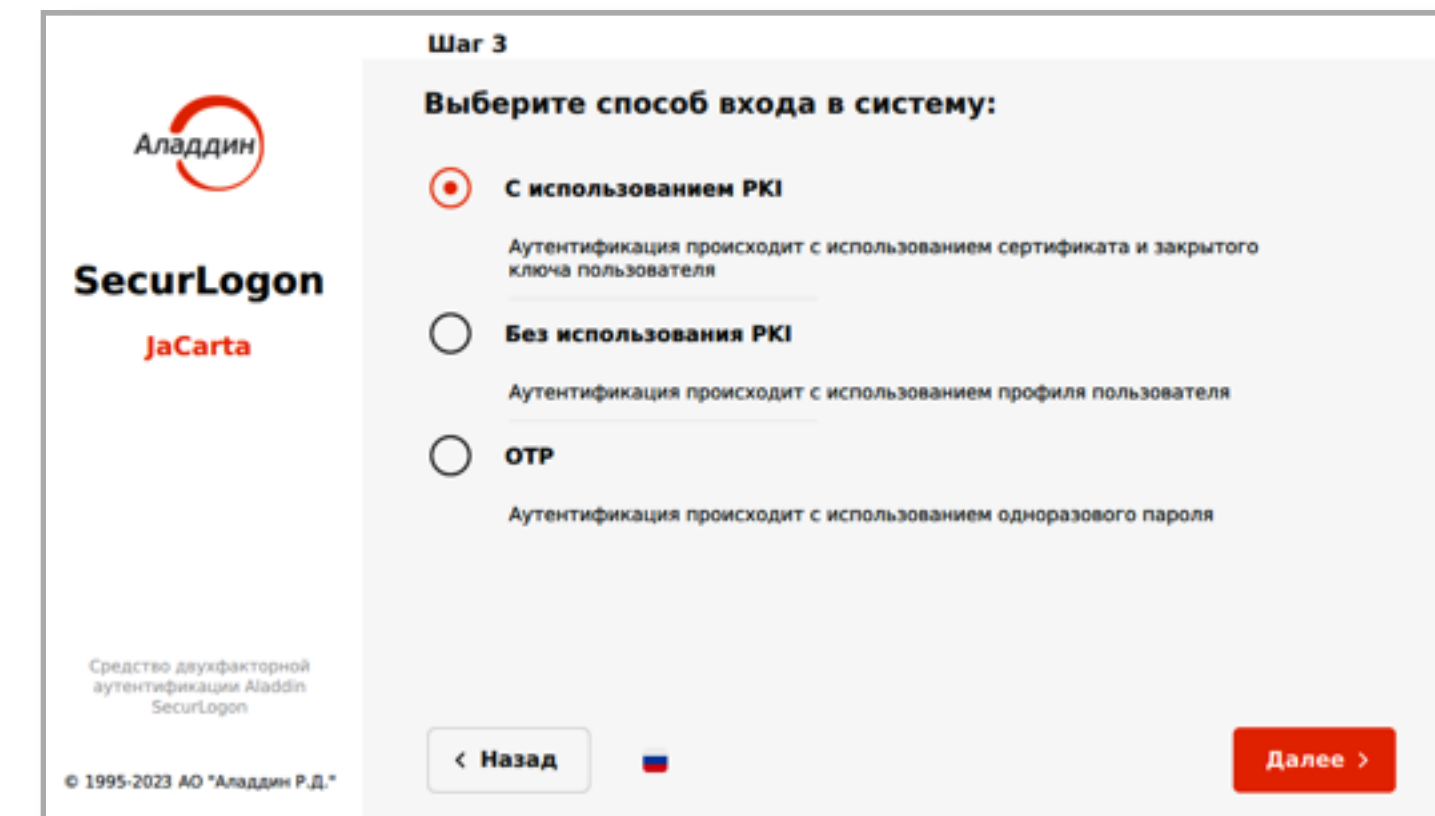 Шаг 3
Аладдин
SecurLogon
JaCarta
Средство двухфакторной
аутентификации Aladdin
SecurLogon
© 1995-2023 АО "Аладдин Р.Д."
Выберите способ входа в систему:
С использованием PKI
Аутентификация происходит с использованием сертификата и закрытого
ключа пользователя
Без использования PKI
Аутентификация происходит с использованием профиля пользователя
OTP
Аутентификация происходит с использованием одноразового пароля
‹ Назад
Далее ›